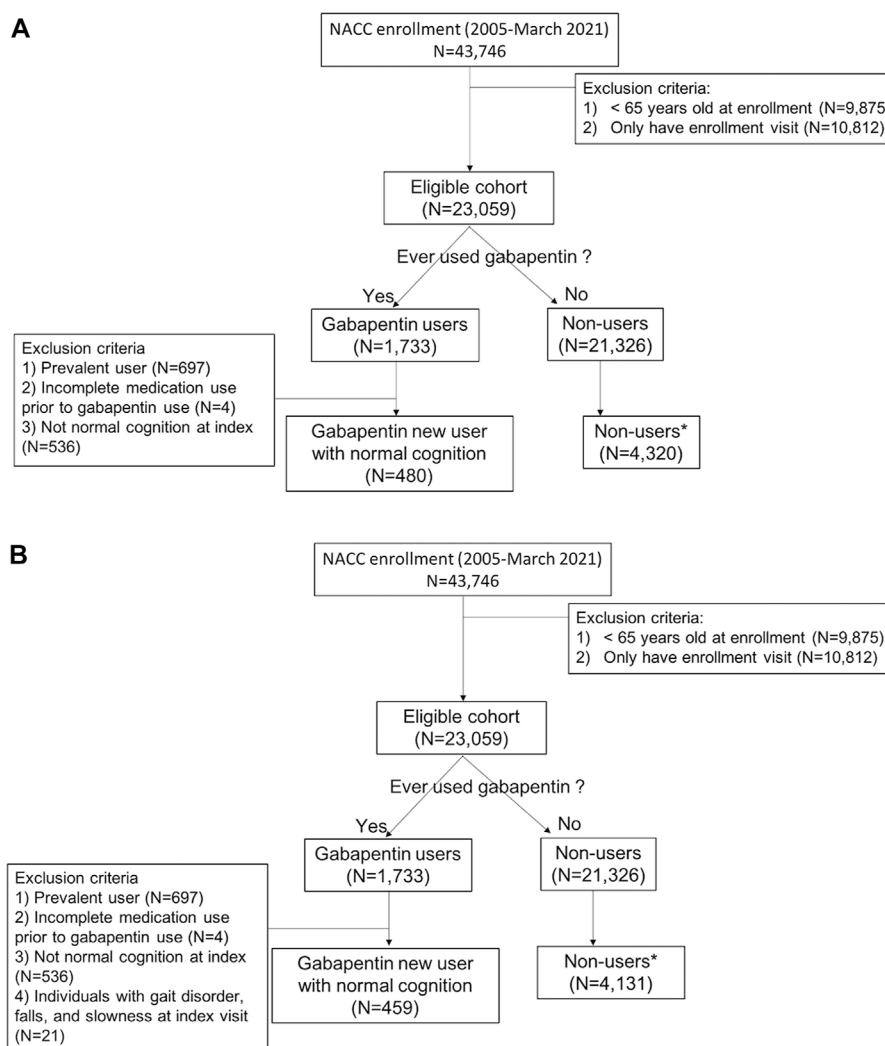 A
NACC enrollment (2005-March 2021)
N=43,746
Exclusion criteria:
1) < 65 years old at enrollment (N=9,875
2) Only have enrollment visit (N=10,812)
Eligible cohort
(N=23,059)
Ever used gabapentin ?
Yes
No
Gabapentin users
(N=1,733)
Non-users
(N=21,326)
Exclusion criteria
1) Prevalent user (N=697)
2) Incomplete medication use
prior to gabapentin use (N=4)
3) Not normal cognition at index
(N=536)
Gabapentin new user
with normal cognition
(N=480)
Non-users*
(N=4,320)
B
NACC enrollment (2005-March 2021)
N=43,746
Exclusion criteria:
1) < 65 years old at enrollment (N=9,875)
2) Only have enrollment visit (N=10,812)
Eligible cohort
(N=23,059)
Ever used gabapentin ?
Yes
No
Gabapentin users
(N=1,733)
Non-users
(N=21,326)
Exclusion criteria
1) Prevalent user (N=697)
2) Incomplete medication use
prior to gabapentin use (N=4)
3) Not normal cognition at index
(N=536)
4) Individuals with gait disorder,
falls, and slowness at index visit
(N=21)
Gabapentin new user
with normal cognition
(N=459)
Non-users*
(N=4,131)